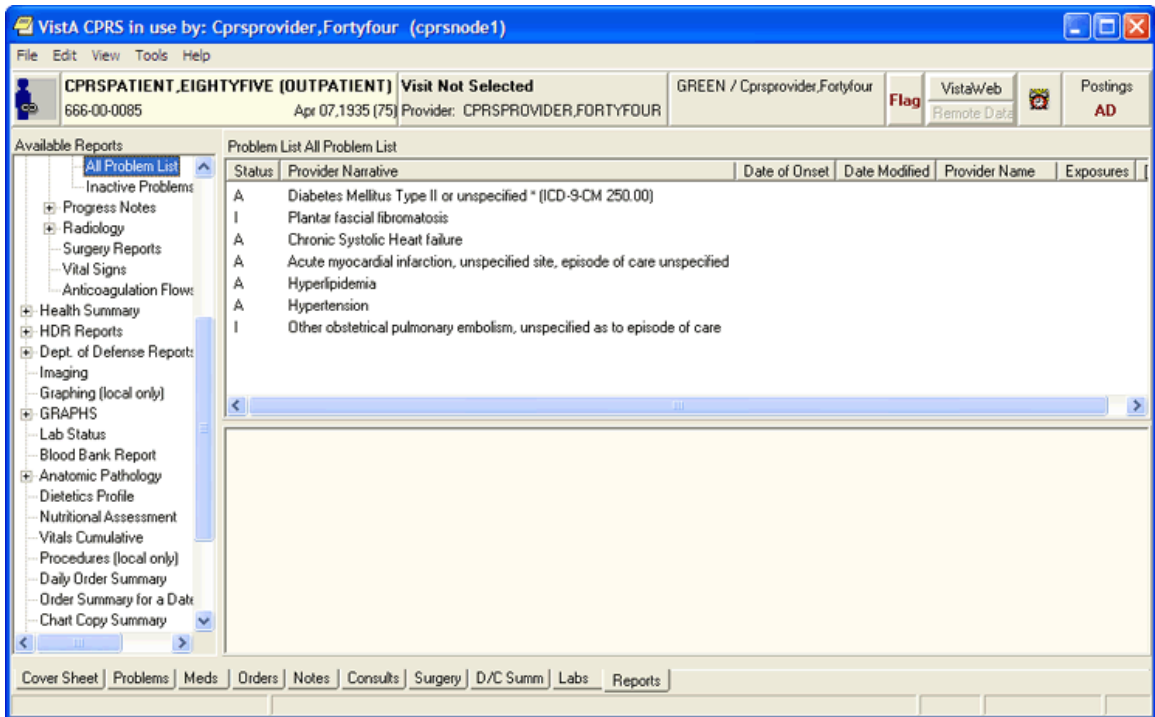 VistA CPRS in use by: Cprsprovider,Fortyfour (cprsnode1)
File Edit View Tools Help
CPRSPATIENT,EIGHTYFIVE (OUTPATIENT) Visit Not Selected GREEN / Cprsprovider,Fortyfour Flag VistaWeb Postings
666-00-0085 Apr 07,1935 (75) Provider: CPRSPROVIDER,FORTYFOUR Remote Data AD
Available Reports
All Problem List
Inactive Problems
Progress Notes
Radiology
Surgery Reports
Vital Signs
Anticoagulation Flows
Health Summary
HDR Reports
Dept. of Defense Reports
Imaging
Graphing (local only)
GRAPHS
Lab Status
Blood Bank Report
Anatomic Pathology
Dietetics Profile
Nutritional Assessment
Vitals Cumulative
Procedures (local only)
Daily Order Summary
Order Summary for a Date
Chart Copy Summary
Problem List All Problem List
Status Provider Narrative Date of Onset Date Modified Provider Name Exposures
A Diabetes Mellitus Type II or unspecified * (ICD-9-CM 250.00)
I Plantar fascial fibromatosis
A Chronic Systolic Heart failure
A Acute myocardial infarction, unspecified site, episode of care unspecified
A Hyperlipidemia
A Hypertension
I Other obstetrical pulmonary embolism, unspecified as to episode of care
Cover Sheet Problems Meds Orders Notes Consults Surgery D/C Summ Labs Reports